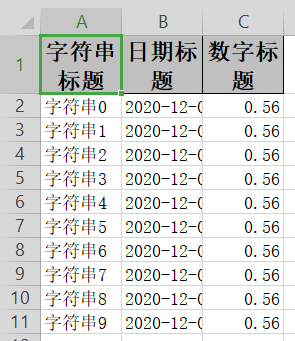 A B C
1 字符串标题 日期标题 数字标题
2 字符串0 2020-12-0 0.56
3 字符串1 2020-12-0 0.56
4 字符串2 2020-12-0 0.56
5 字符串3 2020-12-0 0.56
6 字符串4 2020-12-0 0.56
7 字符串5 2020-12-0 0.56
8 字符串6 2020-12-0 0.56
9 字符串7 2020-12-0 0.56
10 字符串8 2020-12-0 0.56
11 字符串9 2020-12-0 0.56